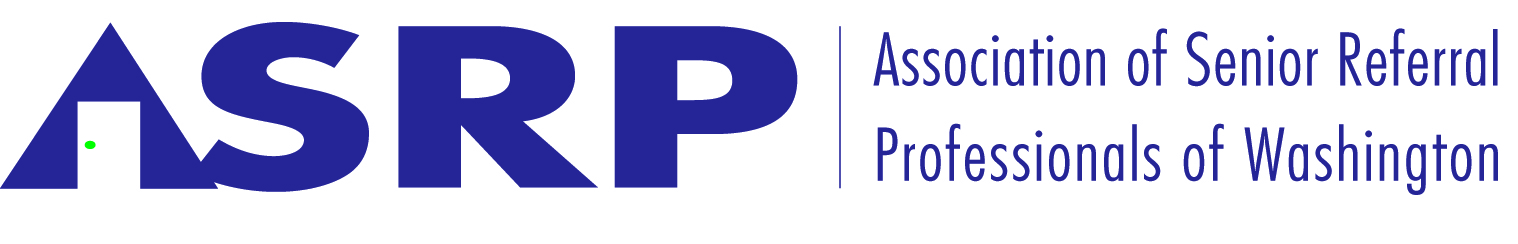 ASRP
Association of Senior Referral
Professionals of Washington